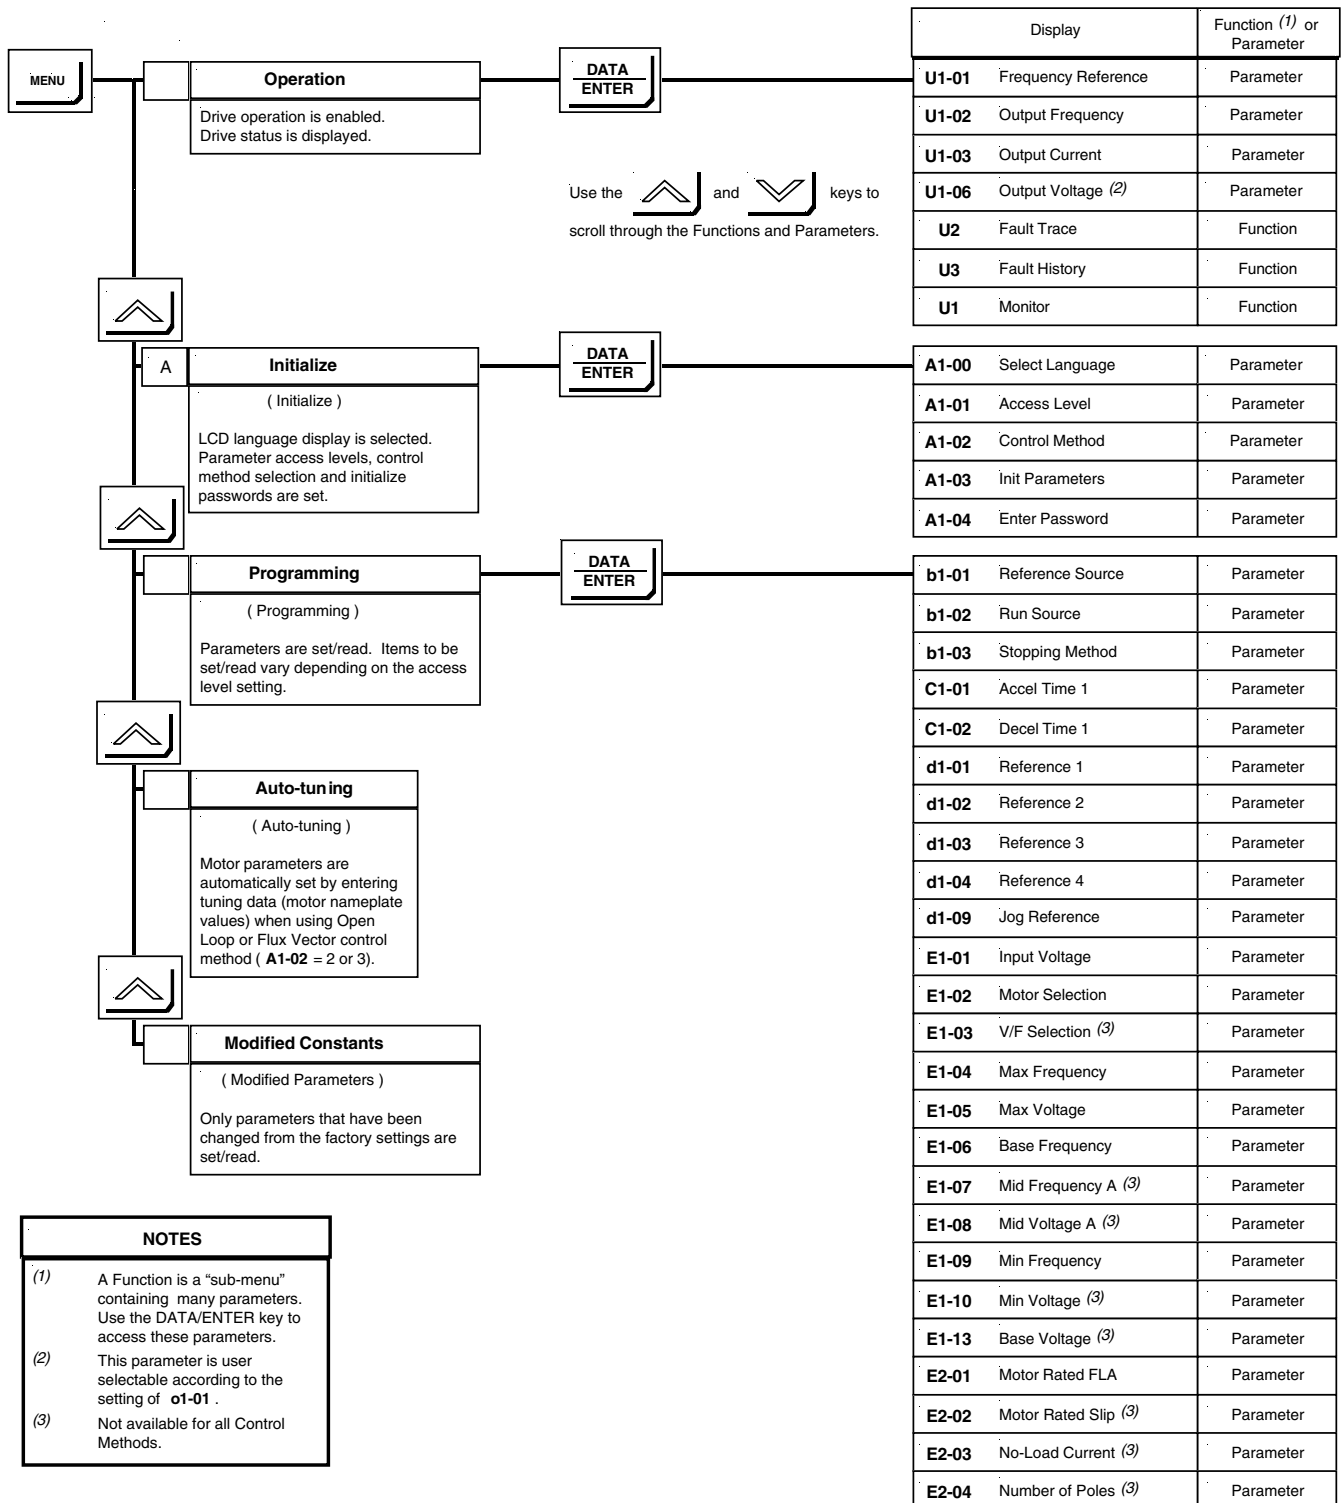 MENU
Operation
Drive operation is enabled.
Drive status is displayed.
DATA
ENTER
Use the and keys to
scroll through the Functions and Parameters.
Display Function (1) or
Parameter
U1-01 Frequency Reference Parameter
U1-02 Output Frequency Parameter
U1-03 Output Current Parameter
U1-06 Output Voltage (2) Parameter
U2 Fault Trace Function
U3 Fault History Function
U1 Monitor Function
A Initialize
( Initialize )
LCD language display is selected.
Parameter access levels, control
method selection and initialize
passwords are set.
DATA
ENTER
A1-00 Select Language Parameter
A1-01 Access Level Parameter
A1-02 Control Method Parameter
A1-03 Init Parameters Parameter
A1-04 Enter Password Parameter
Programming
( Programming )
Parameters are set/read. Items to be
set/read vary depending on the access
level setting.
DATA
ENTER
b1-01 Reference Source Parameter
b1-02 Run Source Parameter
b1-03 Stopping Method Parameter
C1-01 Accel Time 1 Parameter
C1-02 Decel Time 1 Parameter
d1-01 Reference 1 Parameter
d1-02 Reference 2 Parameter
d1-03 Reference 3 Parameter
d1-04 Reference 4 Parameter
d1-09 Jog Reference Parameter
E1-01 Input Voltage Parameter
E1-02 Motor Selection Parameter
E1-03 V/F Selection (3) Parameter
E1-04 Max Frequency Parameter
E1-05 Max Voltage Parameter
E1-06 Base Frequency Parameter
E1-07 Mid Frequency A (3) Parameter
E1-08 Mid Voltage A (3) Parameter
E1-09 Min Frequency Parameter
E1-10 Min Voltage (3) Parameter
E1-13 Base Voltage (3) Parameter
E2-01 Motor Rated FLA Parameter
E2-02 Motor Rated Slip (3) Parameter
E2-03 No-Load Current (3) Parameter
E2-04 Number of Poles (3) Parameter
Auto-tuning
( Auto-tuning )
Motor parameters are
automatically set by entering
tuning data (motor nameplate
values) when using Open
Loop or Flux Vector control
method ( A1-02 = 2 or 3).
Modified Constants
( Modified Parameters )
Only parameters that have been
changed from the factory settings are
set/read.
NOTES
(1) A Function is a “sub-menu”
containing many parameters.
Use the DATA/ENTER key to
access these parameters.
(2) This parameter is user
selectable according to the
setting of o1-01 .
(3) Not available for all Control
Methods.